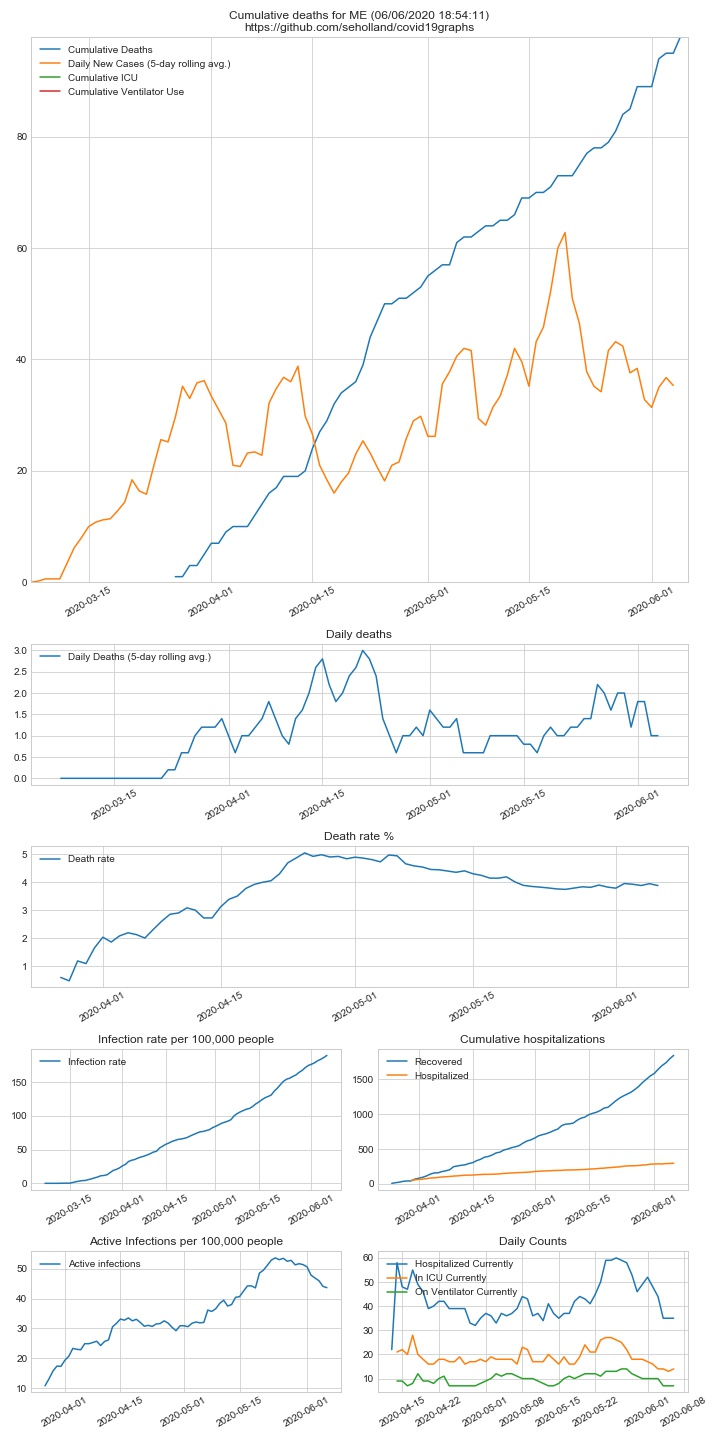 Cumulative deaths for ME (06/06/2020 18:54:11)
https://github.com/seholland/covid19graphs
Cumulative Deaths
Daily New Cases (5-day rolling avg.)
Cumulative ICU
Cumulative Ventilator Use
80
60
40
20
0
2020-03-15 2020-04-01 2020-04-15 2020-05-01 2020-05-15 2020-06-01
Daily deaths
Daily Deaths (5-day rolling avg.)
3.0
2.5
2.0
1.5
1.0
0.5
0.0
2020-03-15 2020-04-01 2020-04-15 2020-05-01 2020-05-15 2020-06-01
Death rate %
Death rate
5
4
3
2
1
2020-04-01 2020-04-15 2020-05-01 2020-05-15 2020-06-01
Infection rate per 100,000 people
Infection rate
150
100
50
0
2020-03-15 2020-04-01 2020-04-15 2020-05-01 2020-05-15 2020-06-01
Cumulative hospitalizations
Recovered
Hospitalized
1500
1000
500
0
2020-04-01 2020-04-15 2020-05-01 2020-05-15 2020-06-01
Active Infections per 100,000 people
Active infections
50
40
30
20
10
2020-04-01 2020-04-15 2020-05-01 2020-05-15 2020-06-01
Daily Counts
Hospitalized Currently
In ICU Currently
On Ventilator Currently
60
50
40
30
20
10
2020-04-15 2020-04-22 2020-05-01 2020-05-08 2020-05-15 2020-05-22 2020-06-01 2020-06-08